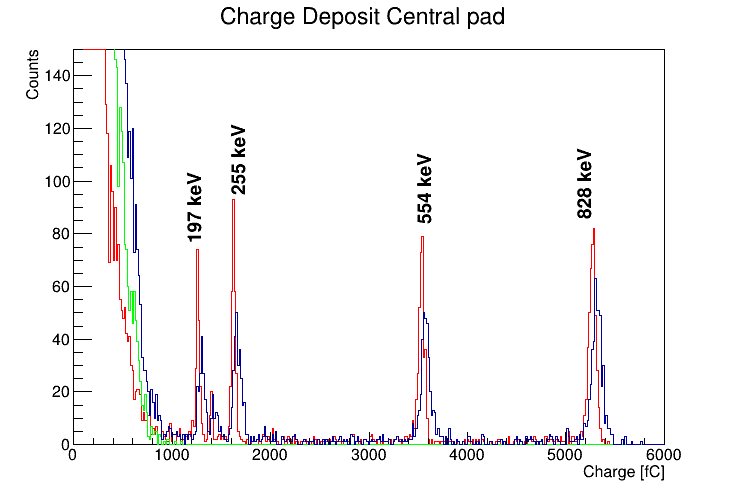 Charge Deposit Central pad
Counts
140
120
100
80
60
40
20
0
197 keV
255 keV
554 keV
828 keV
0 1000 2000 3000 4000 5000 6000
Charge [fC]